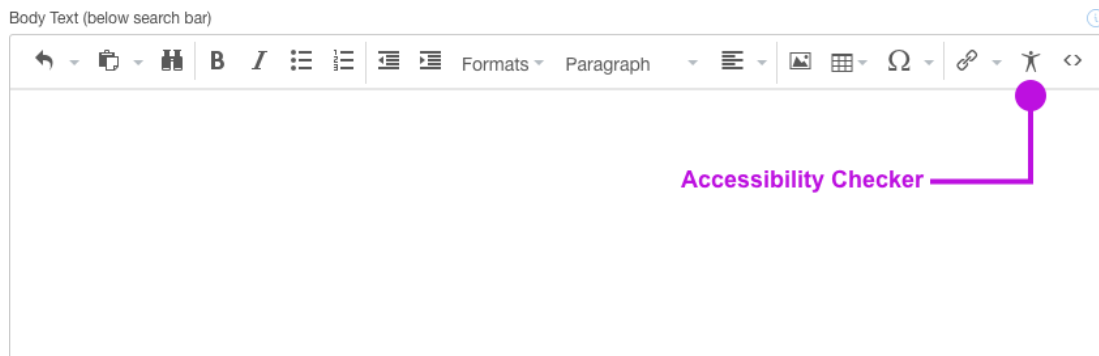 Body Text (below search bar)
B I Formats Paragraph Ω
Accessibility Checker